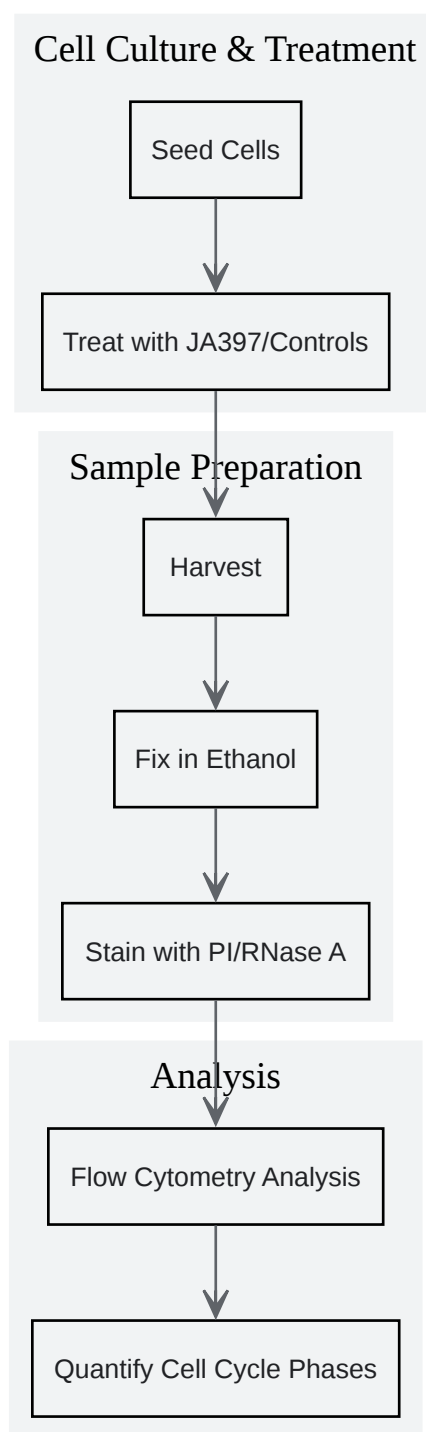 Cell Culture & Treatment
Seed Cells
Treat with JA397/Controls
Sample Preparation
Harvest
Fix in Ethanol
Stain with PI/RNase A
Analysis
Flow Cytometry Analysis
Quantify Cell Cycle Phases